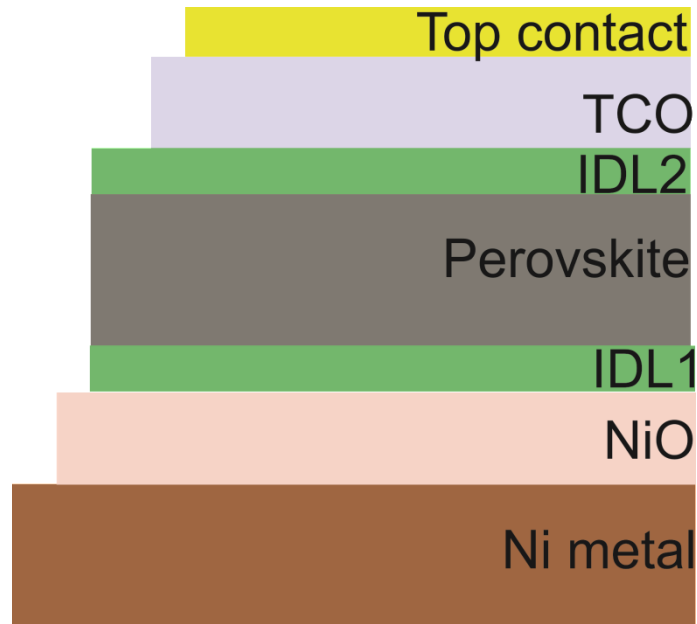 Top contact
TCO
IDL2
Perovskite
IDL1
NiO
Ni metal